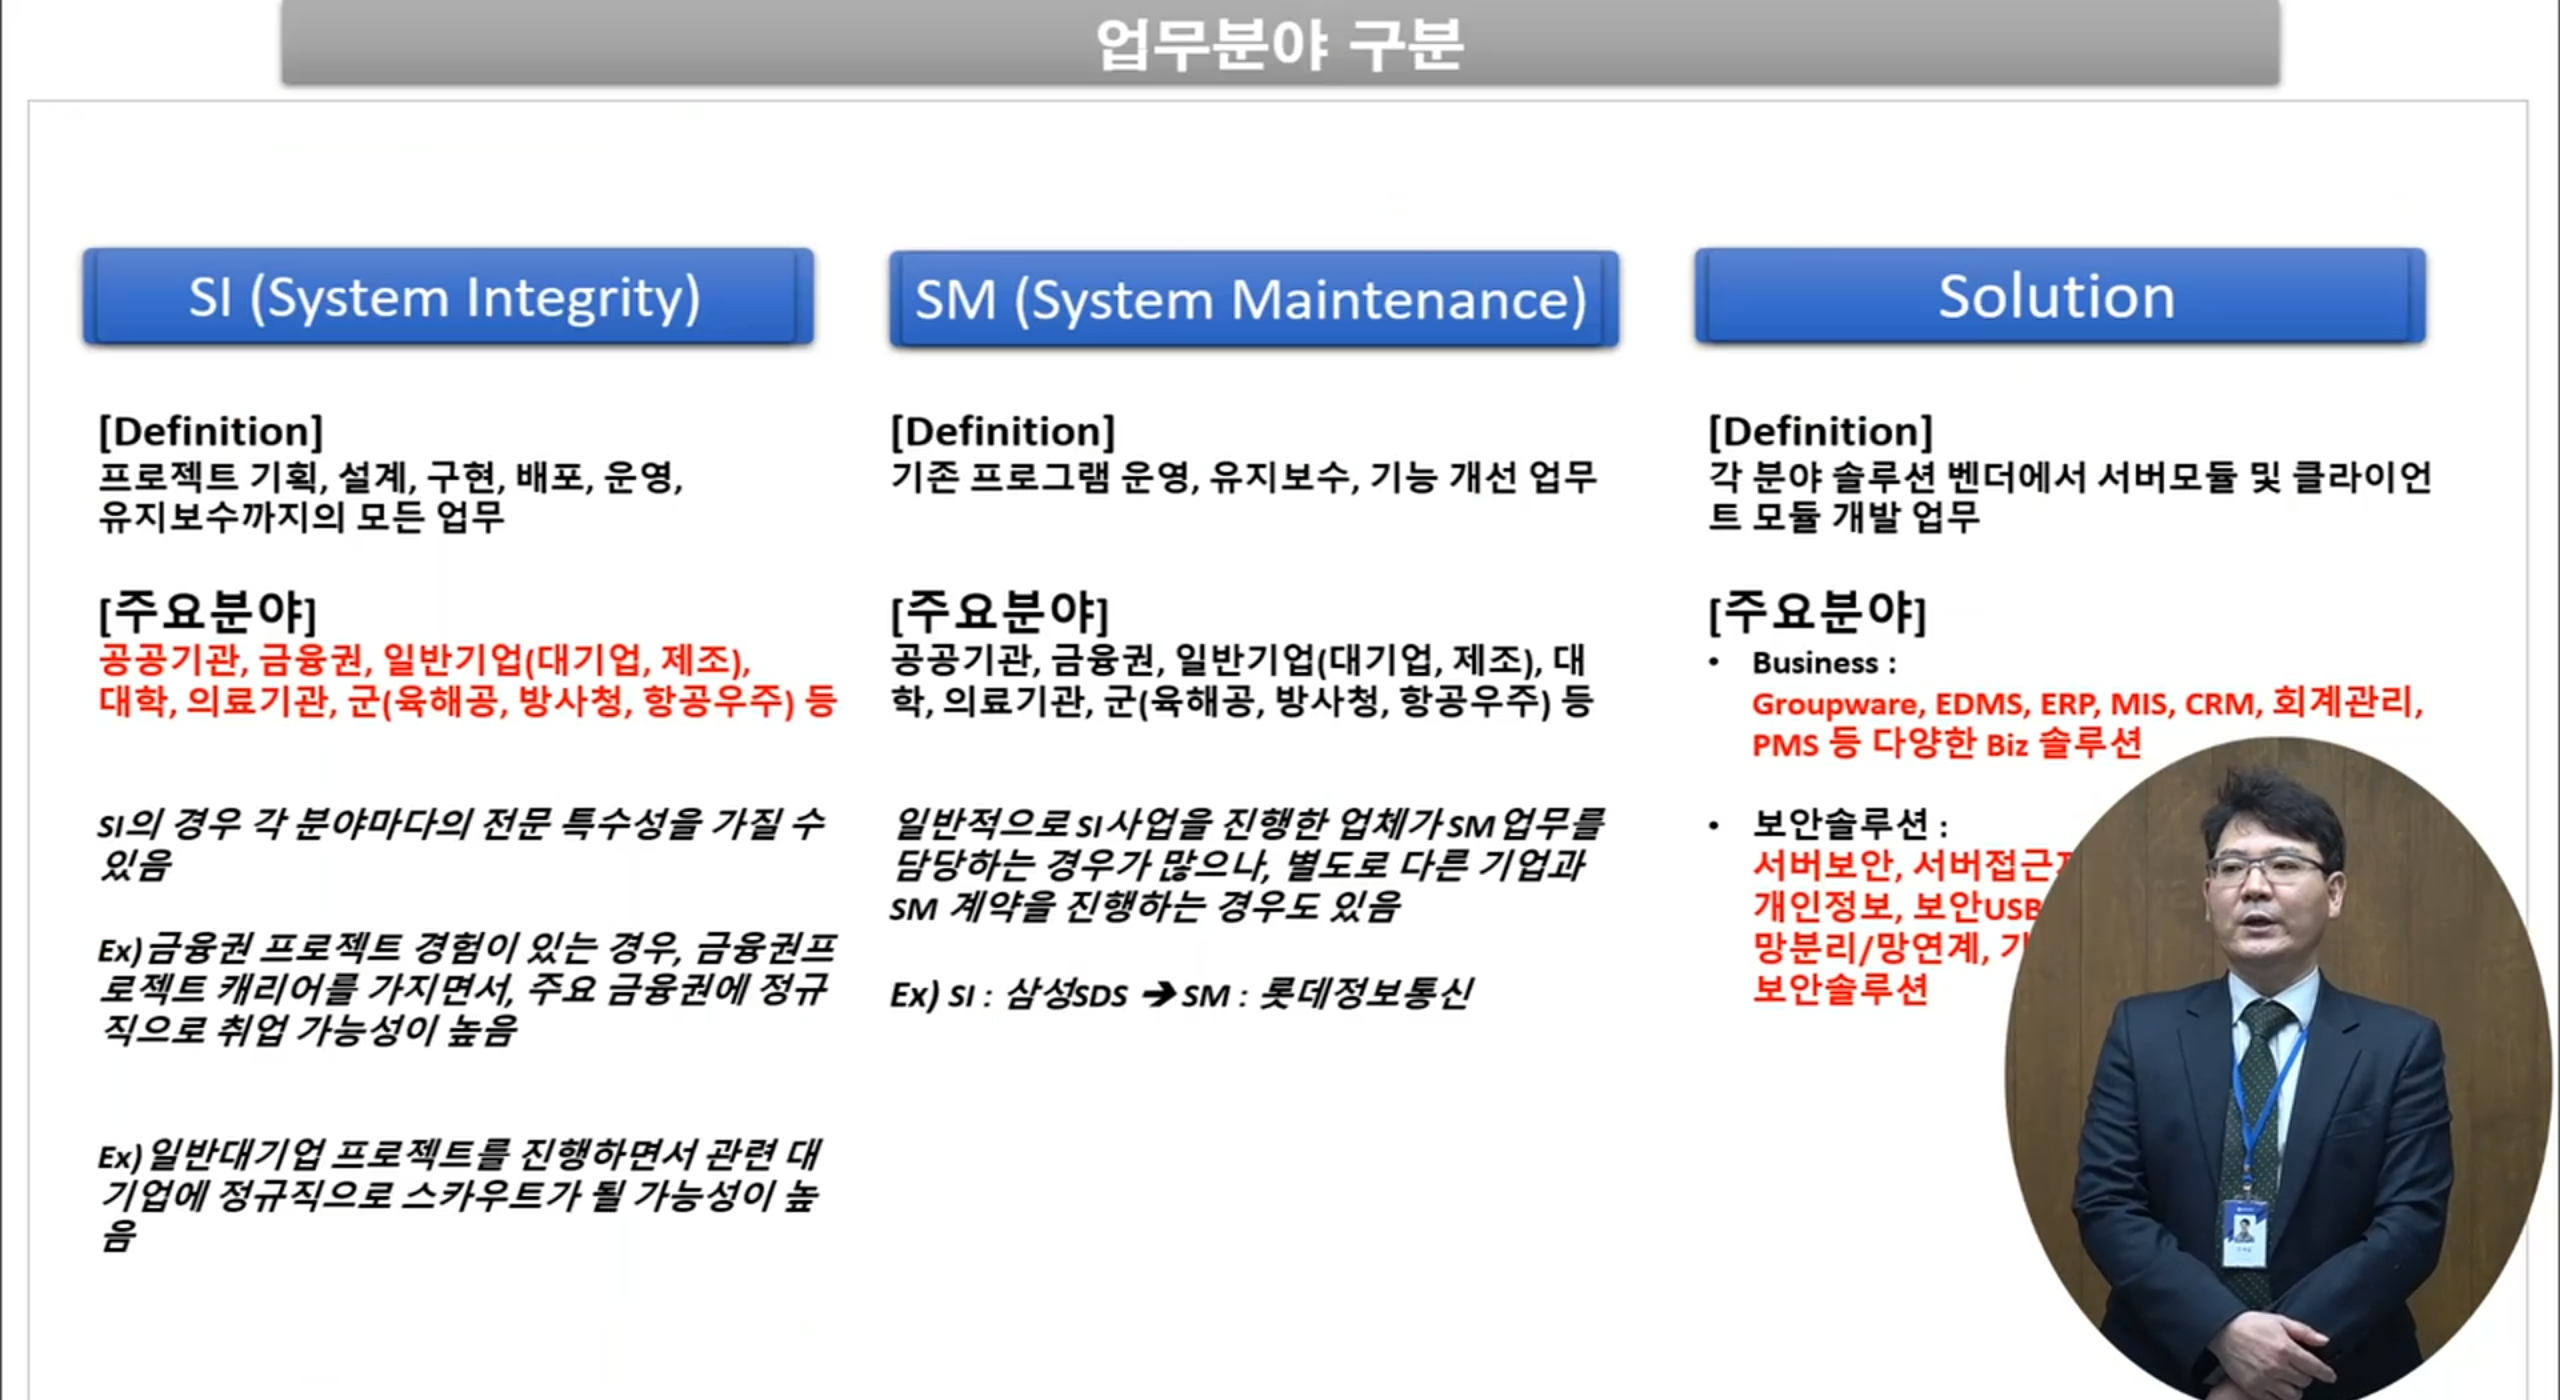 업무분야 구분
SI (System Integrity)
[Definition]
프로젝트 기획, 설계, 구현, 배포, 운영,
유지보수까지의 모든 업무
[주요분야]
공공기관, 금융권, 일반기업(대기업, 제조),
대학, 의료기관, 군(육해공, 방사청, 항공우주) 등
SI의 경우 각 분야마다의 전문 특수성을 가질 수
있음
Ex)금융권 프로젝트 경험이 있는 경우, 금융권프
로젝트 캐리어를 가지면서, 주요 금융권에 정규
직으로 취업 가능성이 높음
Ex)일반대기업 프로젝트를 진행하면서 관련 대
기업에 정규직으로 스카우트가 될 가능성이 높
음
SM (System Maintenance)
[Definition]
기존 프로그램 운영, 유지보수, 기능 개선 업무
[주요분야]
공공기관, 금융권, 일반기업(대기업, 제조), 대
학, 의료기관, 군(육해공, 방사청, 항공우주) 등
일반적으로 SI 사업을 진행한 업체가 SM 업무를
담당하는 경우가 많으나, 별도로 다른 기업과
SM 계약을 진행하는 경우도 있음
Ex) SI : 삼성SDS ➔ SM : 롯데정보통신
Solution
[Definition]
각 분야 솔루션 벤더에서 서버모듈 및 클라이언
트 모듈 개발 업무
[주요분야]
• Business :
Groupware, EDMS, ERP, MIS, CRM, 회계관리,
PMS 등 다양한 Biz 솔루션
• 보안솔루션 :
서버보안, 서버접근
개인정보, 보안USB
망분리/망연계,
보안솔루션